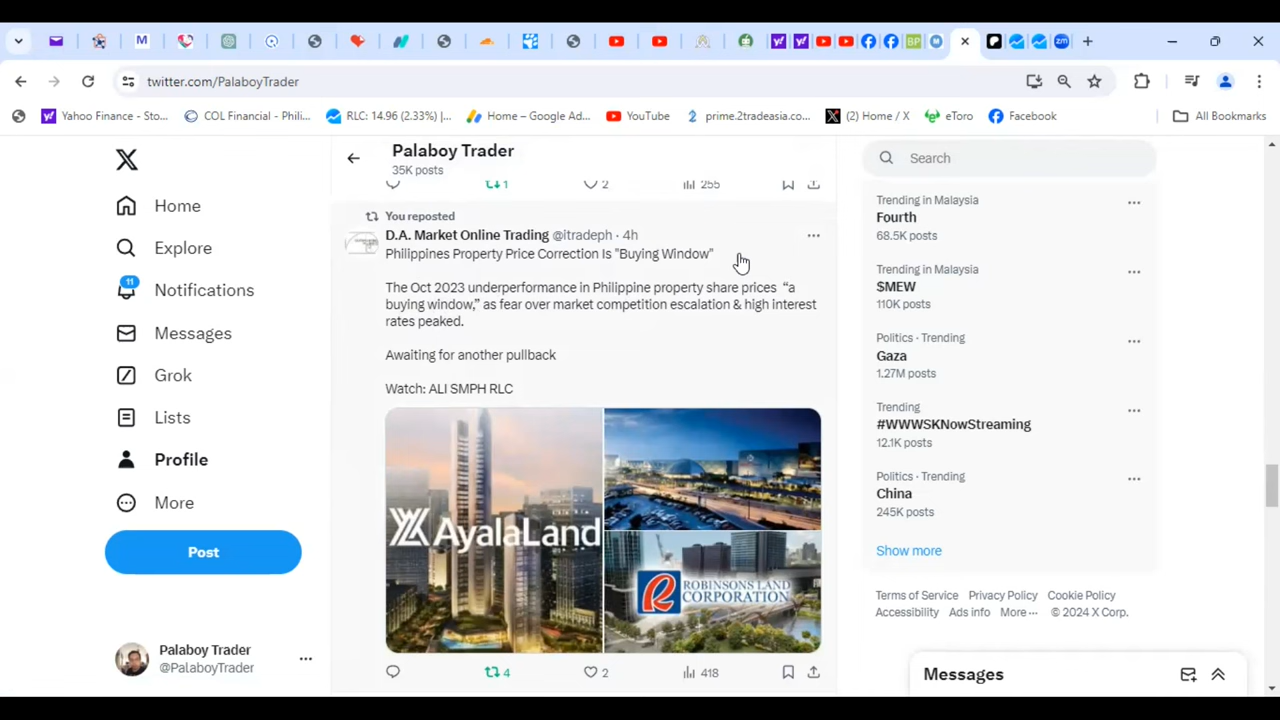 twitter.com/PalaboyTrader
Yahoo Finance - Sto...
COL Financial - Phili...
RLC: 14.96 (2.33%) |...
Home – Google Ad...
YouTube
prime.2tradeasia.co...
(2) Home / X
eToro
Facebook
All Bookmarks
Home
Explore
11
Notifications
Messages
Grok
Lists
Profile
More
Post
Palaboy Trader
@PalaboyTrader
Palaboy Trader
35K posts
1
2
255
You reposted
D.A. Market Online Trading @itradeph · 4h
Philippines Property Price Correction Is "Buying Window"
The Oct 2023 underperformance in Philippine property share prices “a
buying window,” as fear over market competition escalation & high interest
rates peaked.
Awaiting for another pullback
Watch: ALI SMPH RLC
AyalaLand
ROBINSONS LAND
CORPORATION
4
2
418
Search
Trending in Malaysia
Fourth
68.5K posts
Trending in Malaysia
$MEW
110K posts
Politics · Trending
Gaza
1.27M posts
Trending
#WWWSKNowStreaming
12.1K posts
Politics · Trending
China
245K posts
Show more
Terms of Service Privacy Policy Cookie Policy
Accessibility Ads info More ··· © 2024 X Corp.
Messages